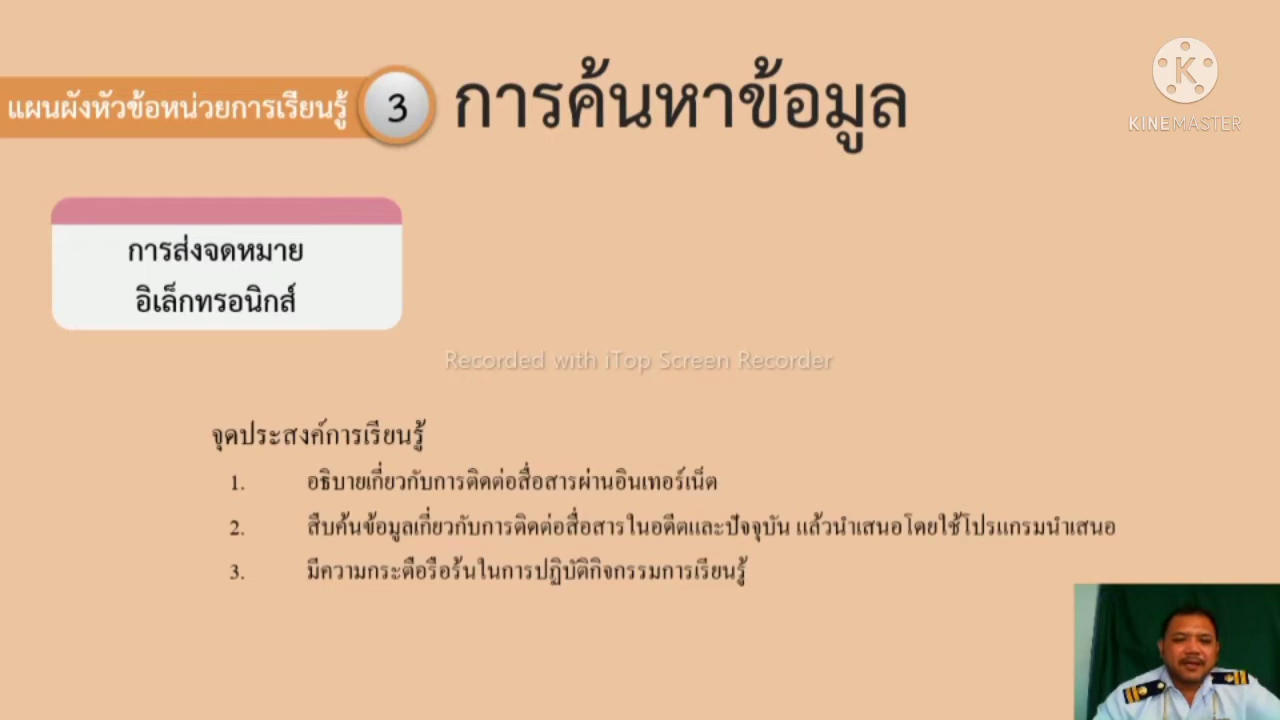 แผนผังหัวข้อหน่วยการเรียนรู้ 3 การค้นหาข้อมูล
KINEMASTER
การส่งจดหมาย
อิเล็กทรอนิกส์
Recorded with iTop Screen Recorder
จุดประสงค์การเรียนรู้
1. อธิบายเกี่ยวกับการติดต่อสื่อสารผ่านอินเทอร์เน็ต
2. สืบค้นข้อมูลเกี่ยวกับการติดต่อสื่อสารในอดีตและปัจจุบัน แล้วนำเสนอโดยใช้โปรแกรมนำเสนอ
3. มีความกระตือรือร้นในการปฏิบัติกิจกรรมการเรียนรู้